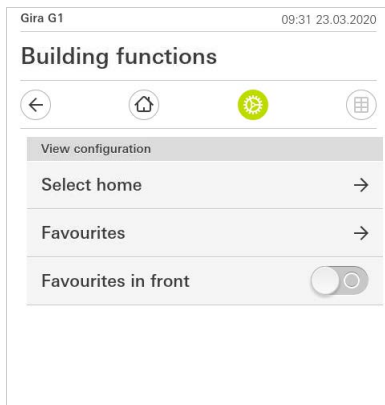 Gira G1 09:31 23.03.2020
Building functions
View configuration
Select home
Favourites
Favourites in front